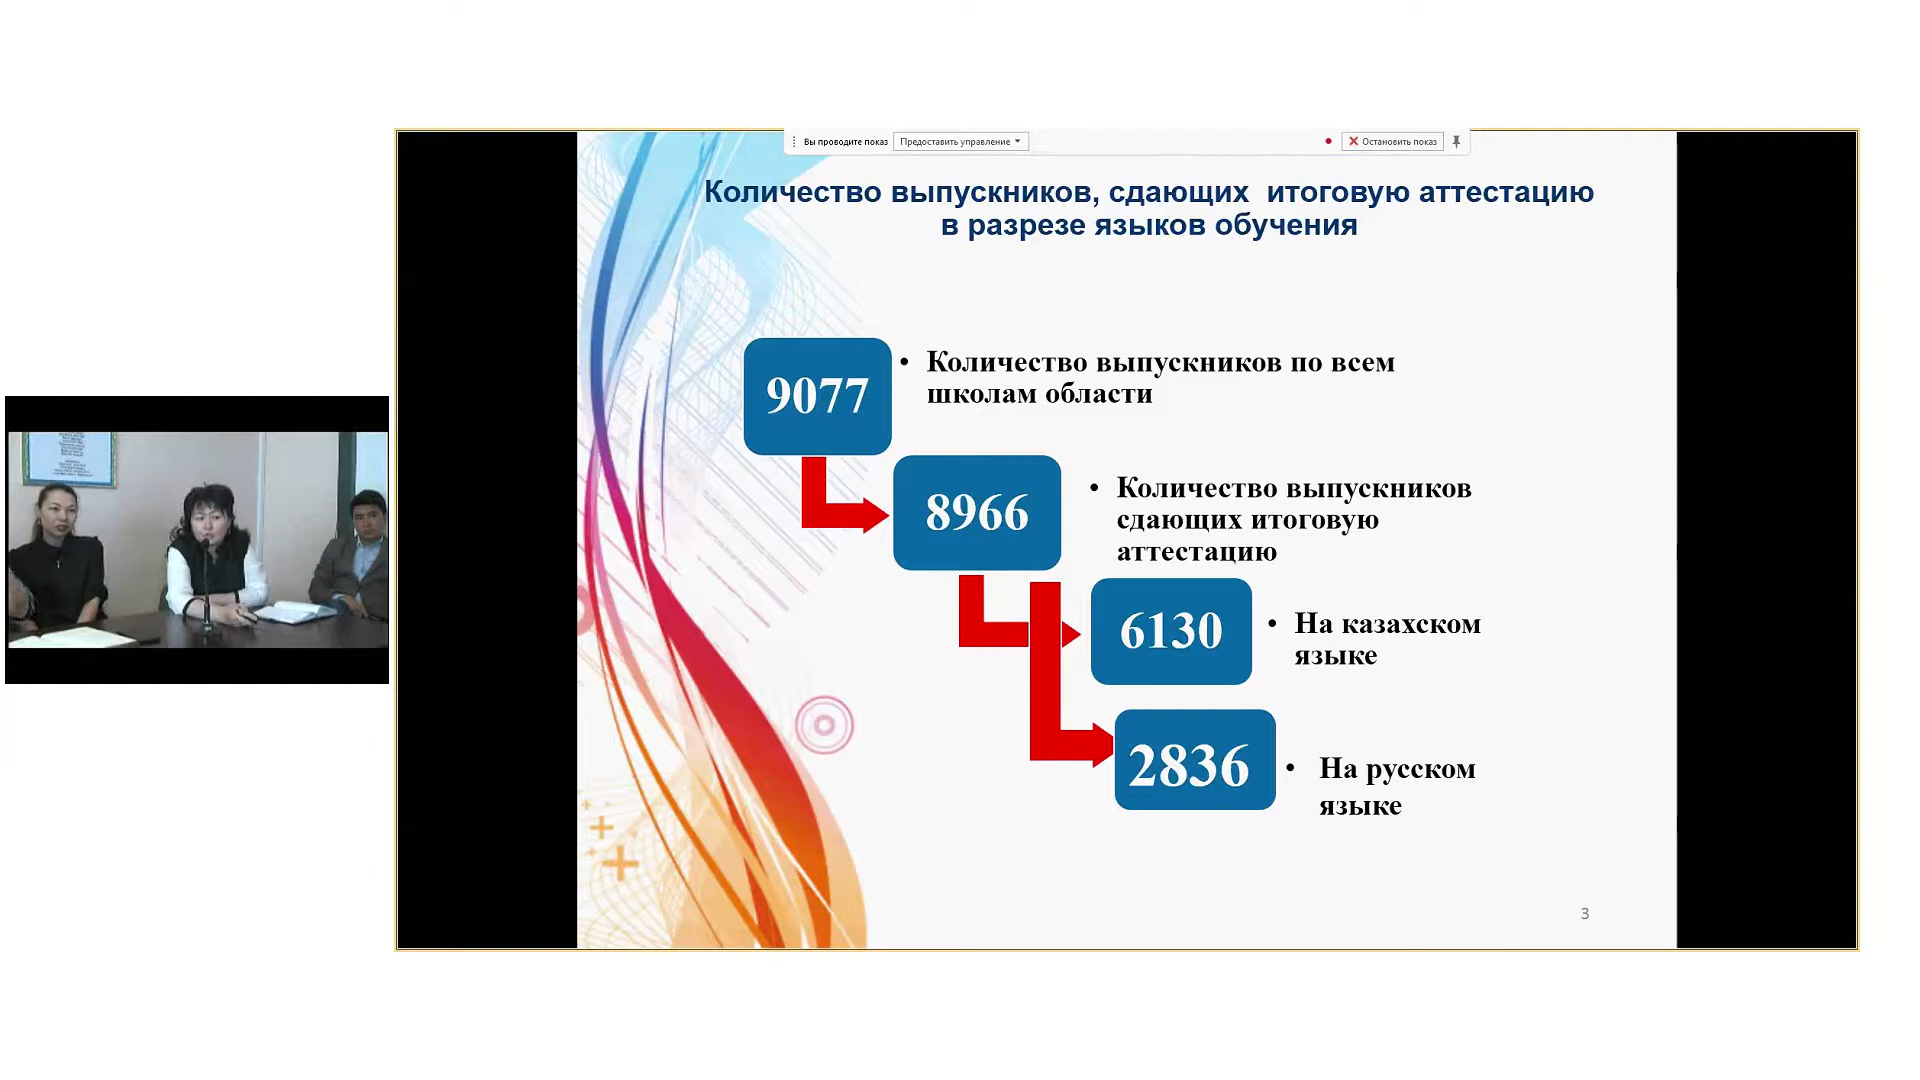 Вы проводите показ Предоставить управление Остановить показ
Количество выпускников, сдающих итоговую аттестацию
в разрезе языков обучения
9077
• Количество выпускников по всем
школам области
8966
• Количество выпускников
сдающих итоговую
аттестацию
6130
• На казахском
языке
2836
• На русском
языке
3